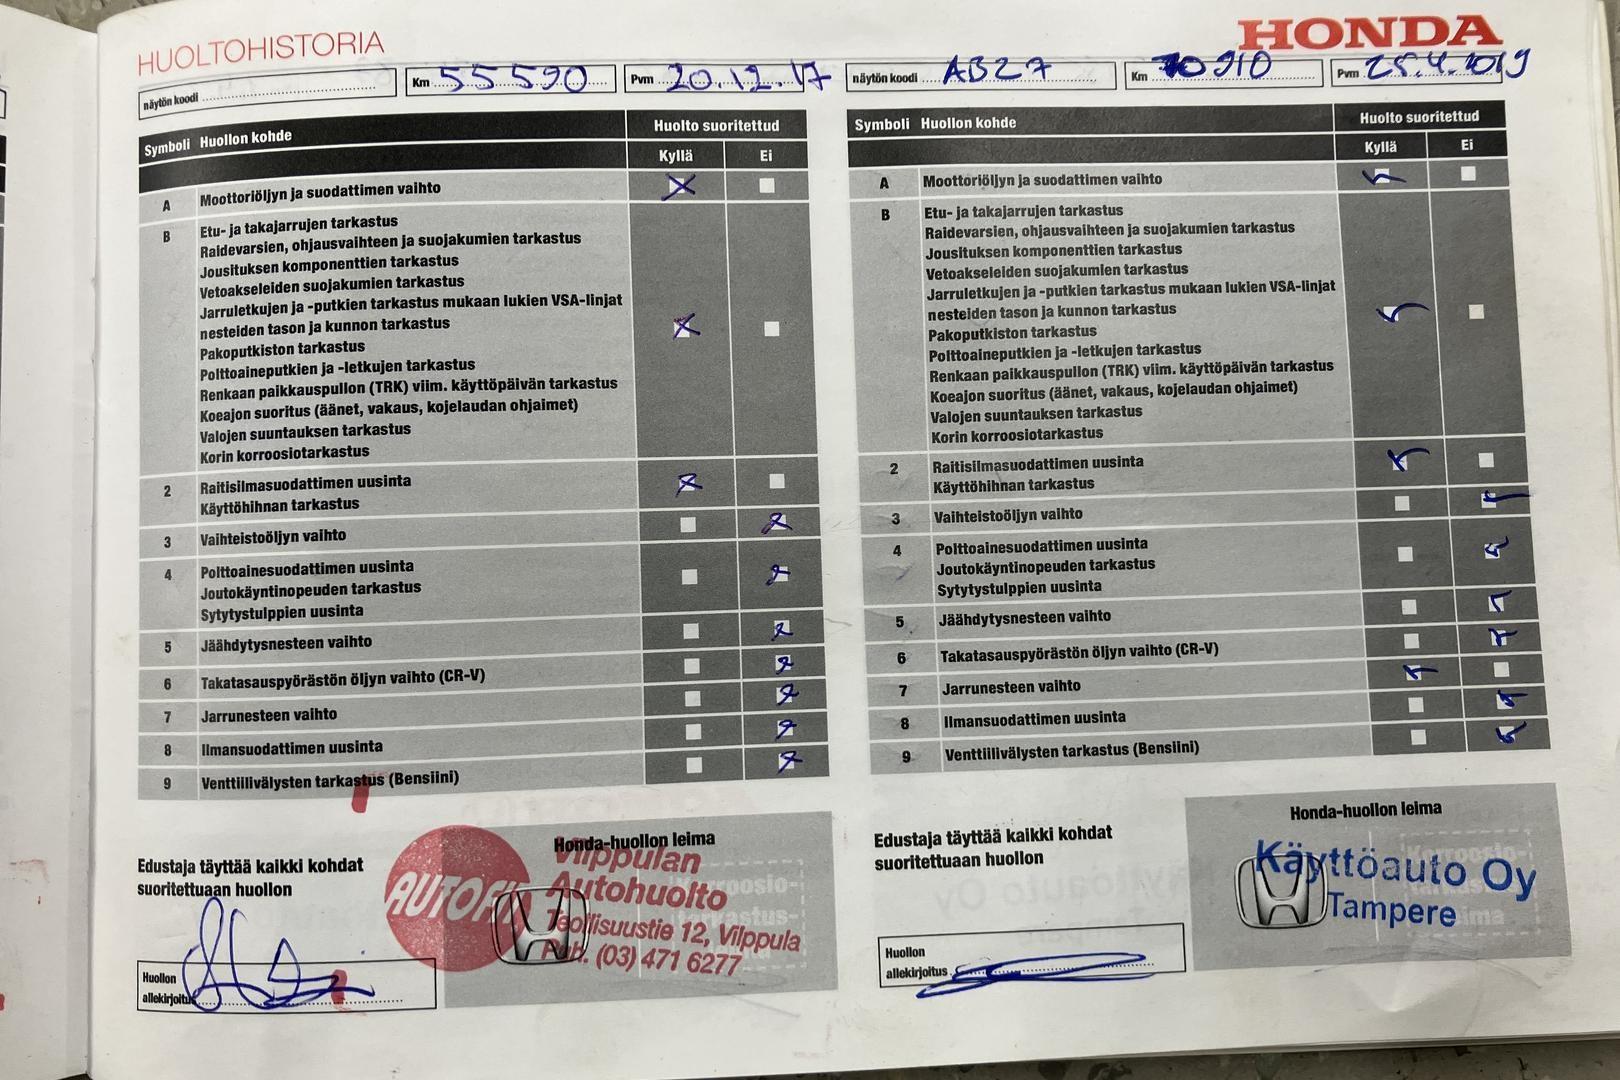 HUOLTOHISTORIA
HONDA
näytön koodi
Km 55 590
Pvm 20.12.17
Symboli Huollon kohde
Huolto suoritettud
Kyllä Ei
A Moottoriöljyn ja suodattimen vaihto
B Etu- ja takajarrujen tarkastus
Raidevarsien, ohjausvaihteen ja suojakumien tarkastus
Jousituksen komponenttien tarkastus
Vetoakseleiden suojakumien tarkastus
Jarruletkujen ja -putkien tarkastus mukaan lukien VSA-linjat
nesteiden tason ja kunnon tarkastus
Pakoputkiston tarkastus
Polttoaineputkien ja -letkujen tarkastus
Renkaan paikkauspullon (TRK) viim. käyttöpäivän tarkastus
Koeajon suoritus (äänet, vakaus, kojelaudan ohjaimet)
Valojen suuntauksen tarkastus
Korin korroosiotarkastus
2 Raitisilmasuodattimen uusinta
Käyttöhihnan tarkastus
3 Vaihteistoöljyn vaihto
4 Polttoainesuodattimen uusinta
Joutokäyntinopeuden tarkastus
Sytytystulppien uusinta
5 Jäähdytysnesteen vaihto
6 Takatasauspyörästön öljyn vaihto (CR-V)
7 Jarrunesteen vaihto
8 Ilmansuodattimen uusinta
9 Venttiilivälysten tarkastus (Bensiini)
Edustaja täyttää kaikki kohdat
suoritettuaan huollon
Honda-huollon leima
Vilppulan
Autohuolto
Teollisuustie 12, Vilppula
Puh. (03) 471 6277
Huollon
allekirjoitus
näytön koodi AB27
Km 70 910
Pvm 25.4.2019
Symboli Huollon kohde
Huolto suoritettud
Kyllä Ei
A Moottoriöljyn ja suodattimen vaihto
B Etu- ja takajarrujen tarkastus
Raidevarsien, ohjausvaihteen ja suojakumien tarkastus
Jousituksen komponenttien tarkastus
Vetoakseleiden suojakumien tarkastus
Jarruletkujen ja -putkien tarkastus mukaan lukien VSA-linjat
nesteiden tason ja kunnon tarkastus
Pakoputkiston tarkastus
Polttoaineputkien ja -letkujen tarkastus
Renkaan paikkauspullon (TRK) viim. käyttöpäivän tarkastus
Koeajon suoritus (äänet, vakaus, kojelaudan ohjaimet)
Valojen suuntauksen tarkastus
Korin korroosiotarkastus
2 Raitisilmasuodattimen uusinta
Käyttöhihnan tarkastus
3 Vaihteistoöljyn vaihto
4 Polttoainesuodattimen uusinta
Joutokäyntinopeuden tarkastus
Sytytystulppien uusinta
5 Jäähdytysnesteen vaihto
6 Takatasauspyörästön öljyn vaihto (CR-V)
7 Jarrunesteen vaihto
8 Ilmansuodattimen uusinta
9 Venttiilivälysten tarkastus (Bensiini)
Edustaja täyttää kaikki kohdat
suoritettuaan huollon
Honda-huollon leima
Käyttöauto Oy
Tampere
Huollon
allekirjoitus